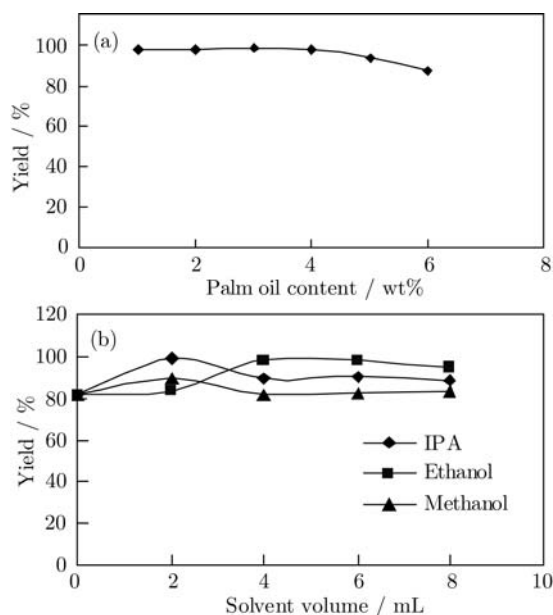 (a)
120
100
80
60
40
20
0
0 2 4 6 8
Yield / %
Palm oil content / wt%
(b)
120
100
80
60
40
20
0
0 2 4 6 8 10
Yield / %
IPA
Ethanol
Methanol
Solvent volume / mL